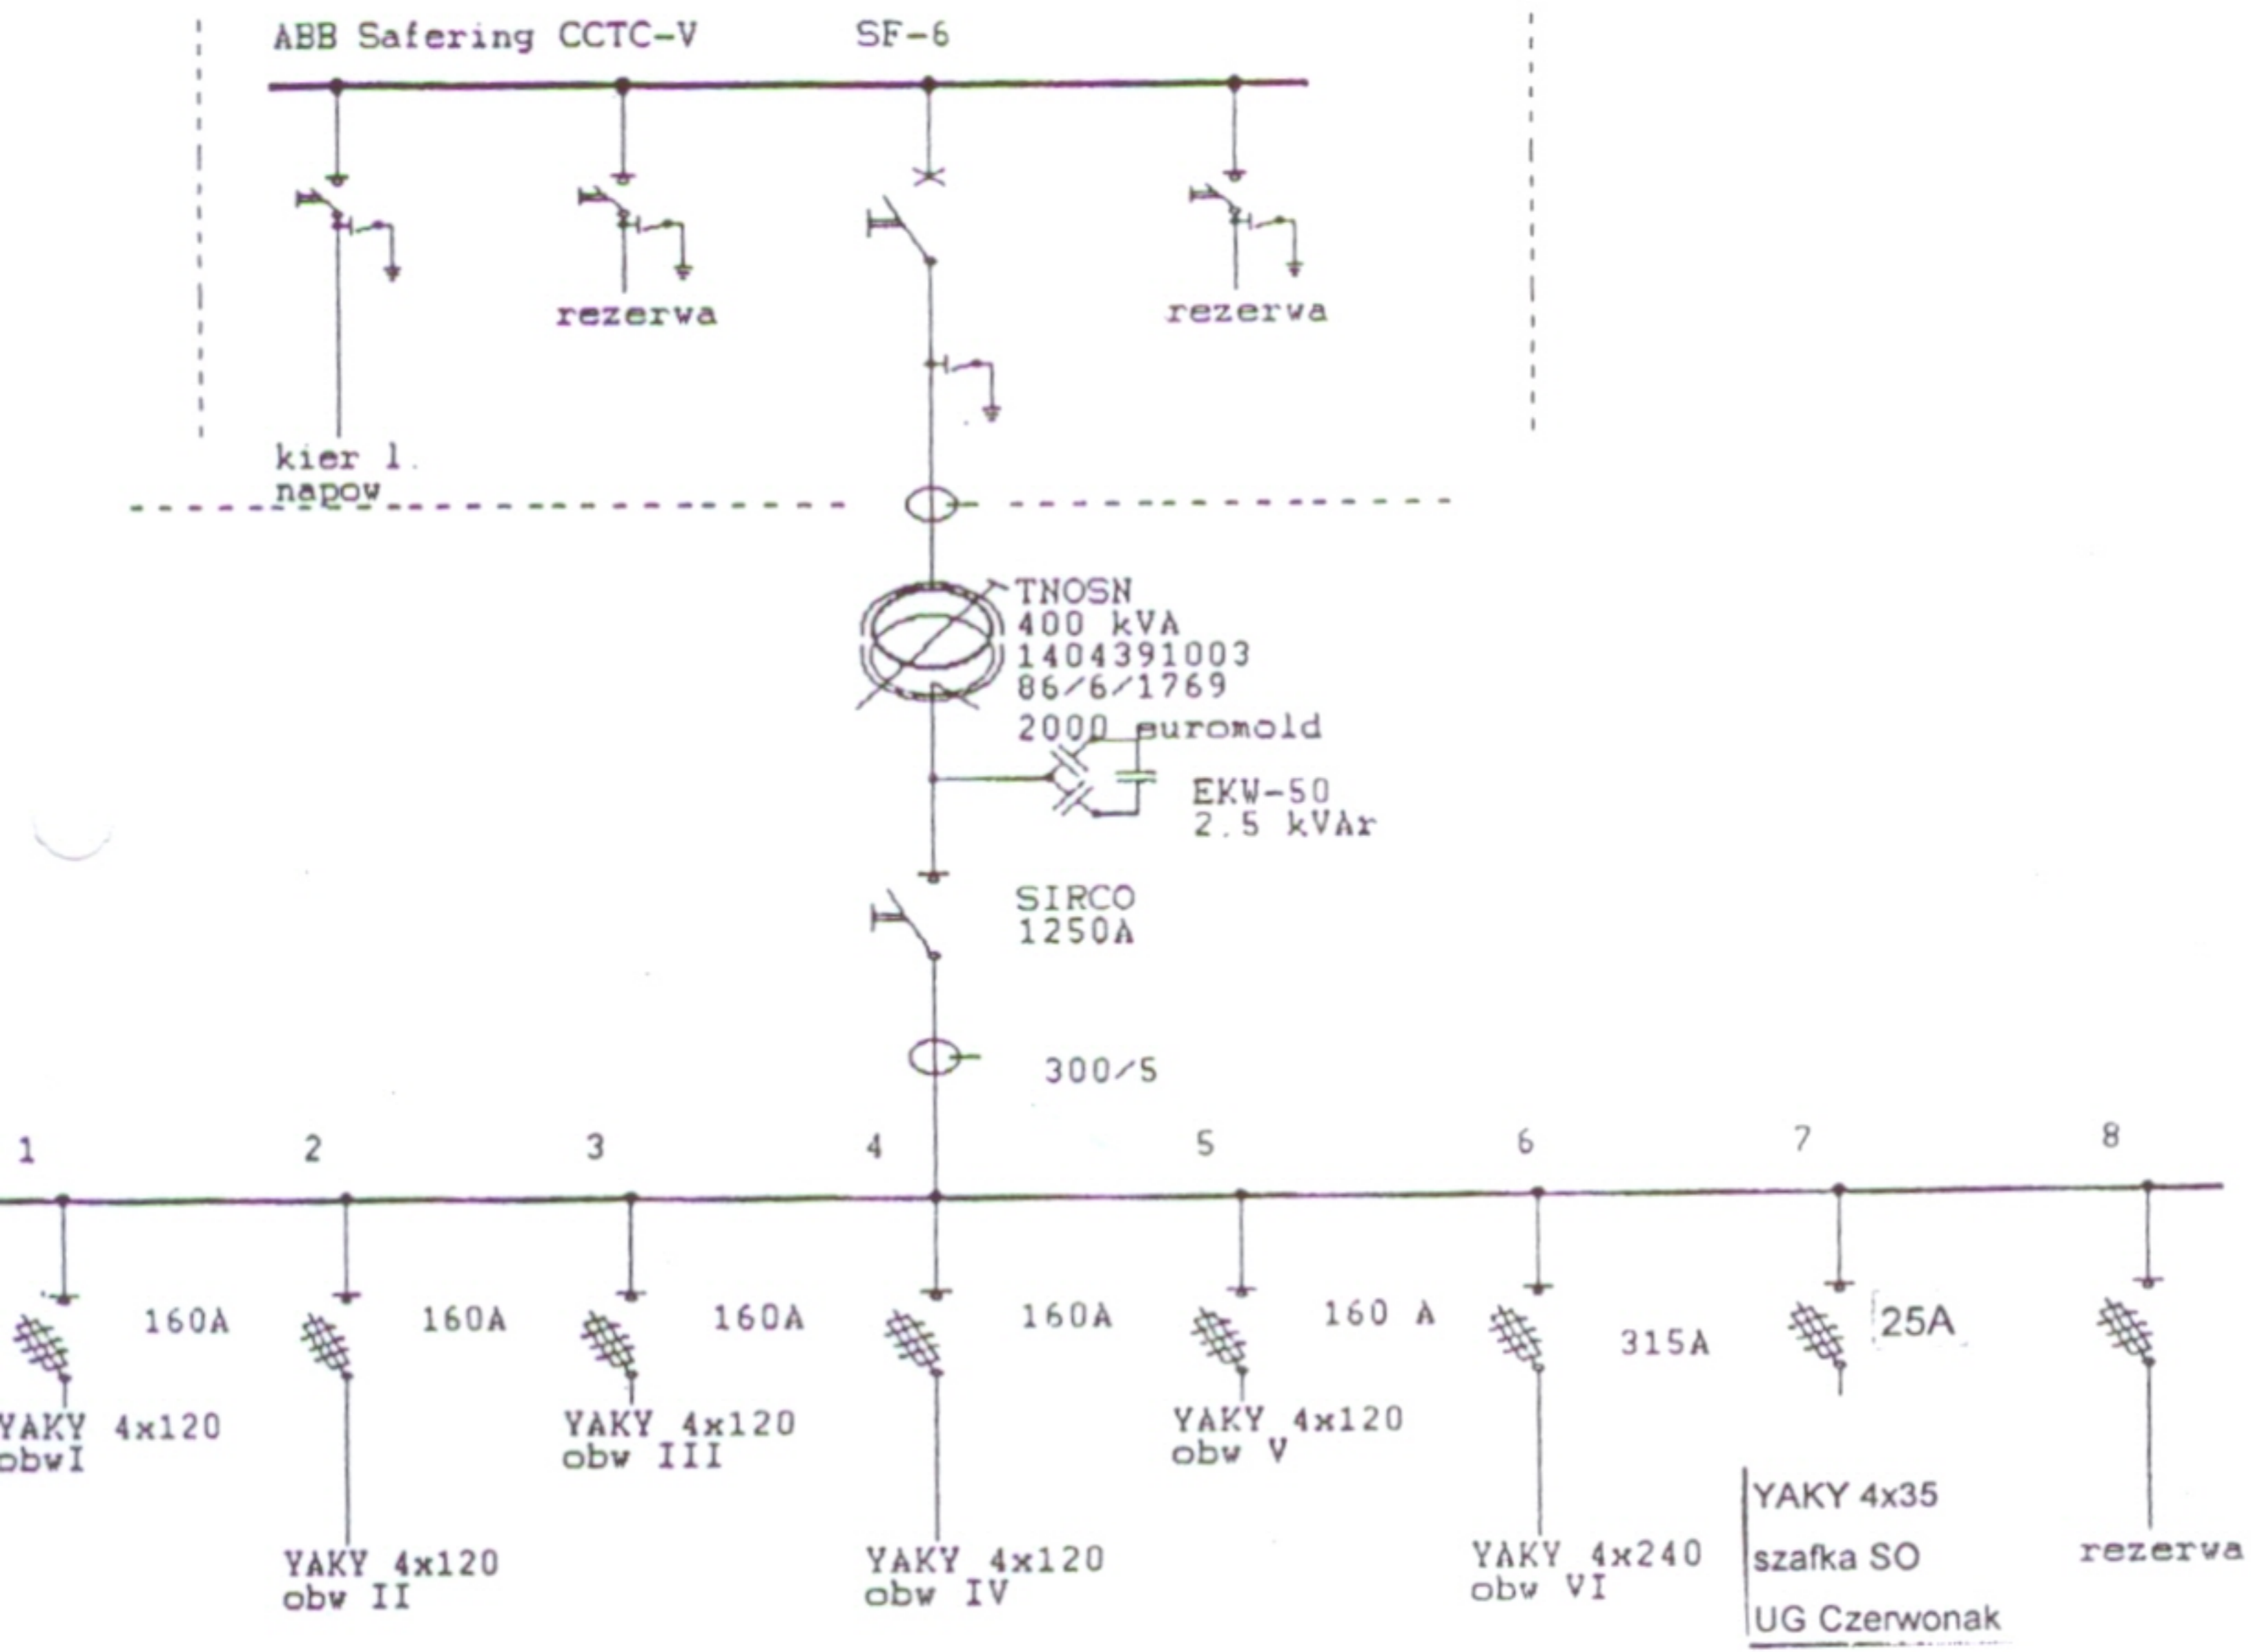 ABB Safering CCTC-V SF-6
rezerwa
rezerwa
kier l.
napow
TNOSN
400 kVA
1404391003
86/6/1769
2000 euromold
EKW-50
2.5 kVAr
SIRCO
1250A
300/5
1 2 3 4 5 6 7 8
160A 160A 160A 160A 160 A 315A 25A
YAKY 4x120
obwI
YAKY 4x120
obw II
YAKY 4x120
obw III
YAKY 4x120
obw IV
YAKY 4x120
obw V
YAKY 4x240
obw VI
YAKY 4x35
szafka SO
UG Czerwonak
rezerwa